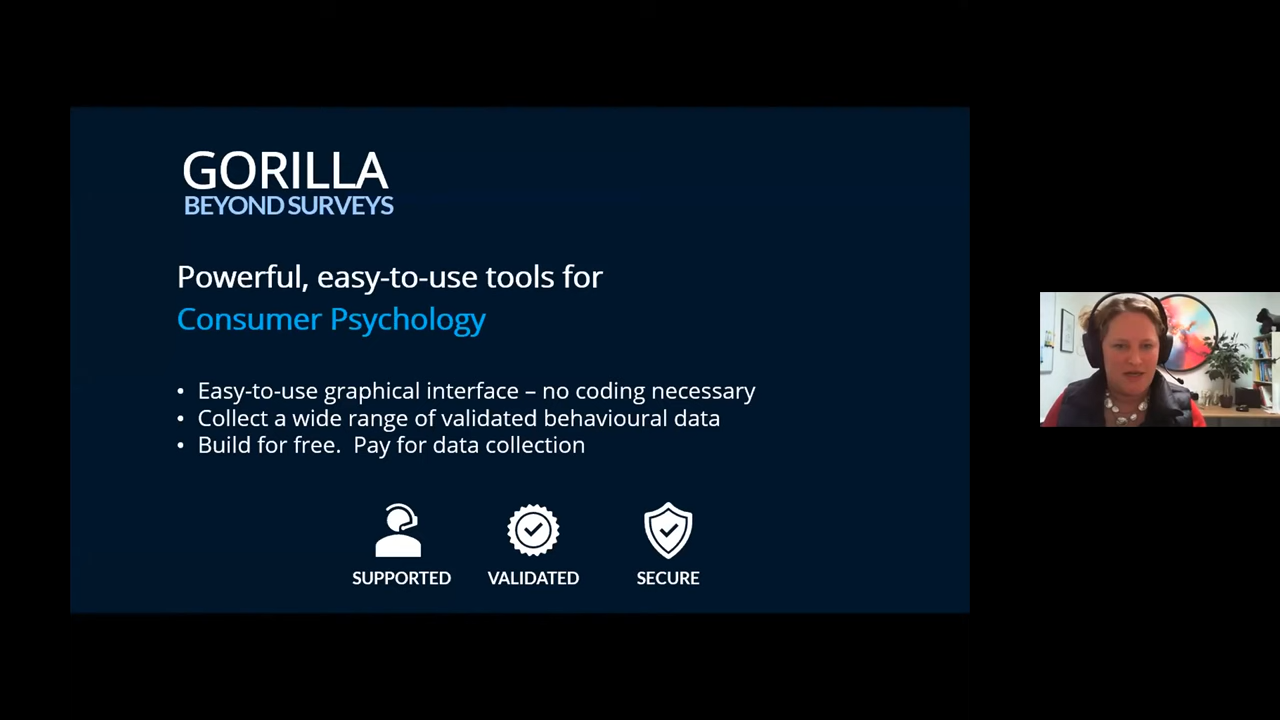 GORILLA
BEYOND SURVEYS
Powerful, easy-to-use tools for
Consumer Psychology
• Easy-to-use graphical interface – no coding necessary
• Collect a wide range of validated behavioural data
• Build for free.  Pay for data collection
SUPPORTED
VALIDATED
SECURE